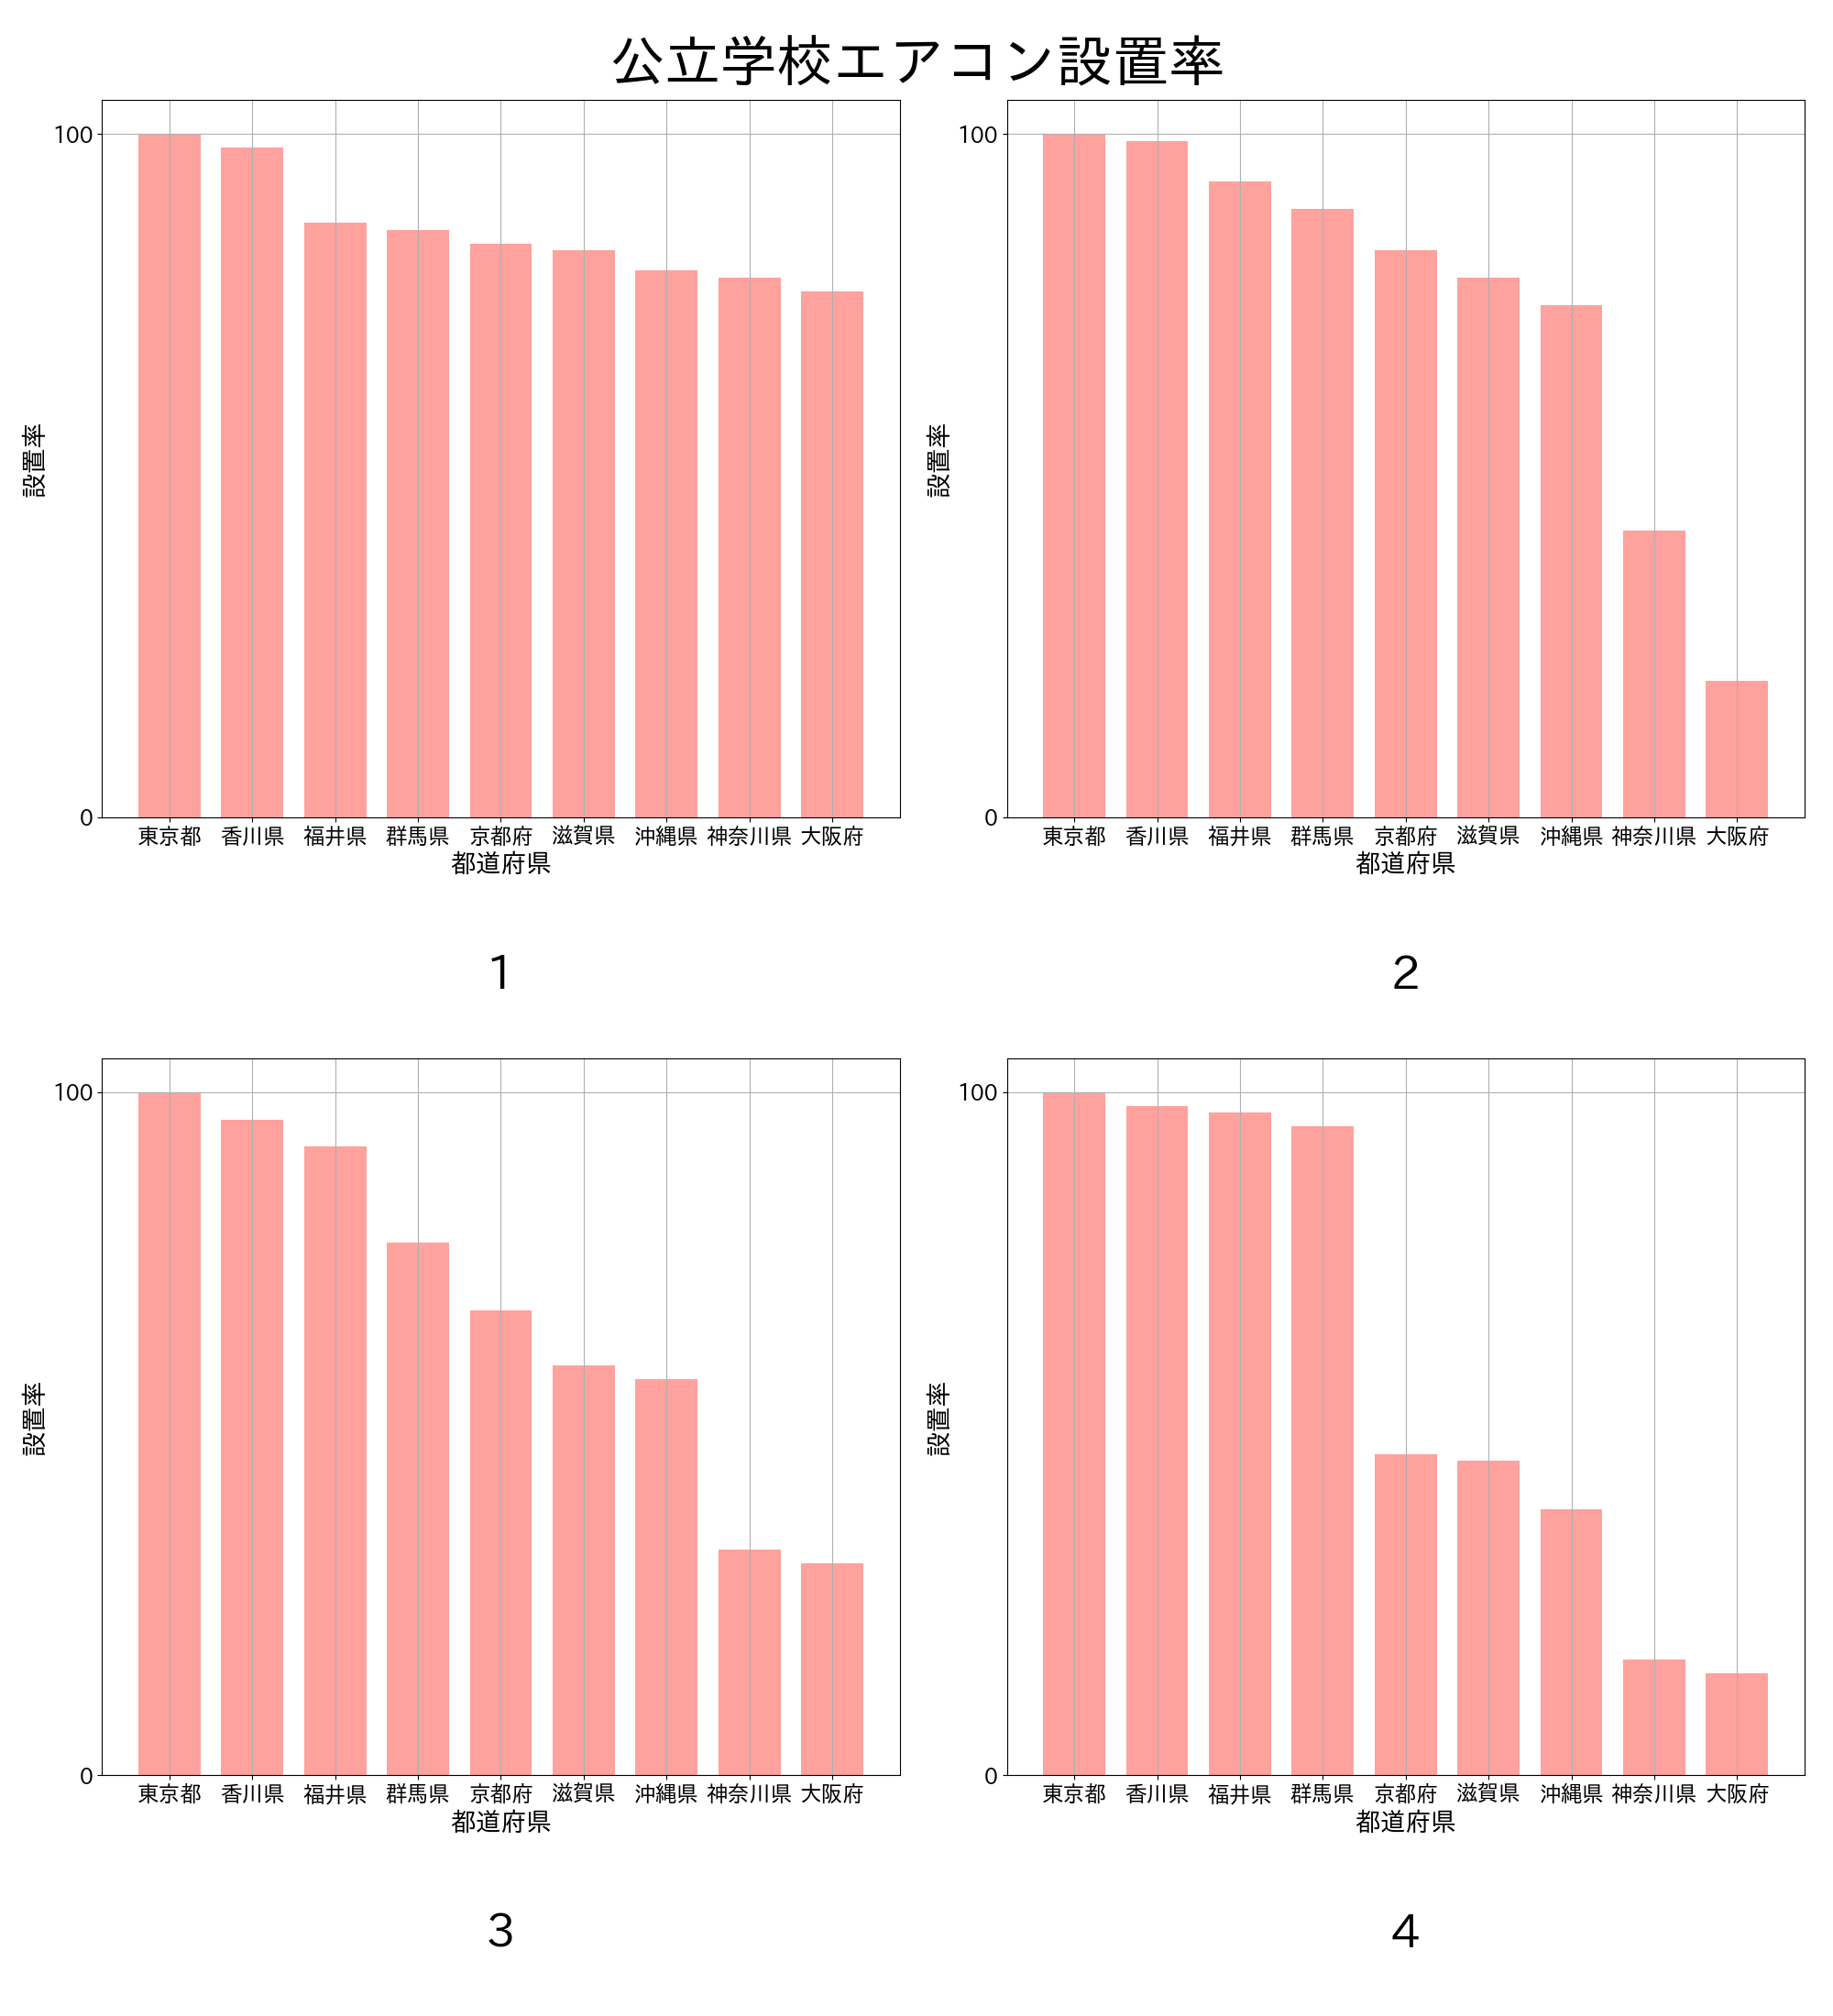 公立学校エアコン設置率
100
0
設置率
東京都 香川県 福井県 群馬県 京都府 滋賀県 沖縄県 神奈川県 大阪府
都道府県
1
100
0
設置率
東京都 香川県 福井県 群馬県 京都府 滋賀県 沖縄県 神奈川県 大阪府
都道府県
2
100
0
設置率
東京都 香川県 福井県 群馬県 京都府 滋賀県 沖縄県 神奈川県 大阪府
都道府県
3
100
0
設置率
東京都 香川県 福井県 群馬県 京都府 滋賀県 沖縄県 神奈川県 大阪府
都道府県
4